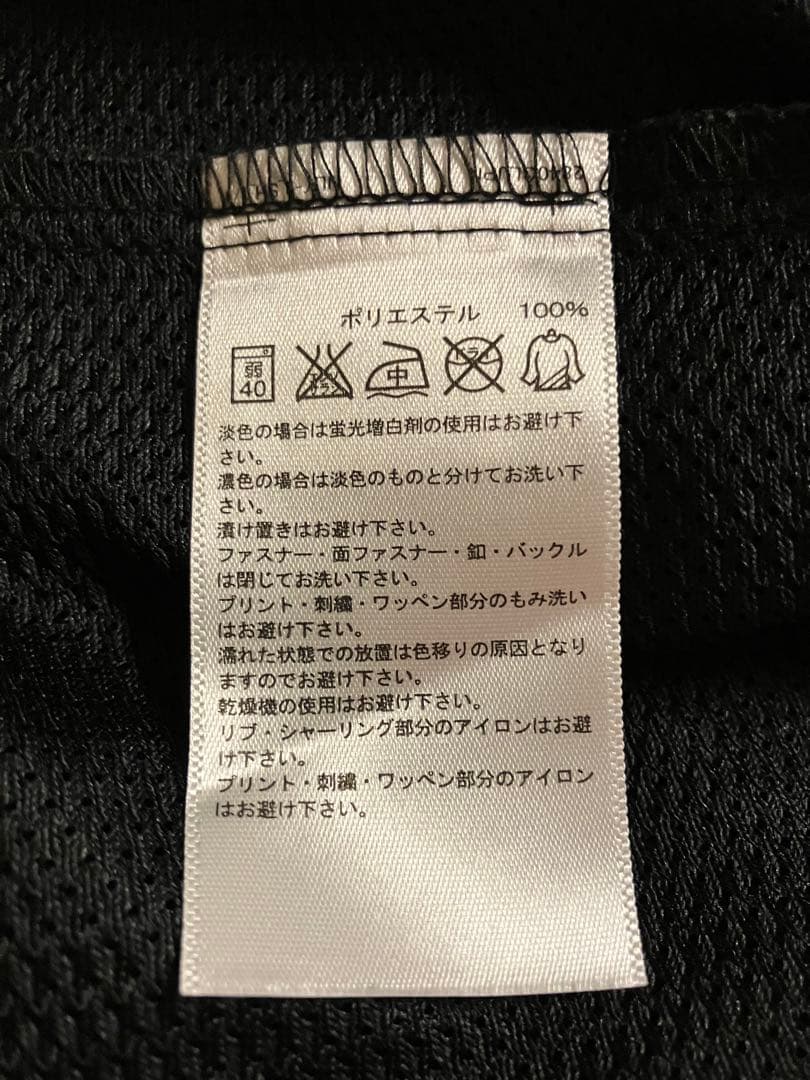 ポリエステル 100%
弱
40
中
淡色の場合は蛍光増白剤の使用はお避け下
さい。
濃色の場合は淡色のものと分けてお洗い下
さい。
漬け置きはお避け下さい。
ファスナー・面ファスナー・釦・バックル
は閉じてお洗い下さい。
プリント・刺繍・ワッペン部分のもみ洗い
はお避け下さい。
濡れた状態での放置は色移りの原因となり
ますのでお避け下さい。
乾燥機の使用はお避け下さい。
リブ・シャーリング部分のアイロンはお避
け下さい。
プリント・刺繍・ワッペン部分のアイロン
はお避け下さい。